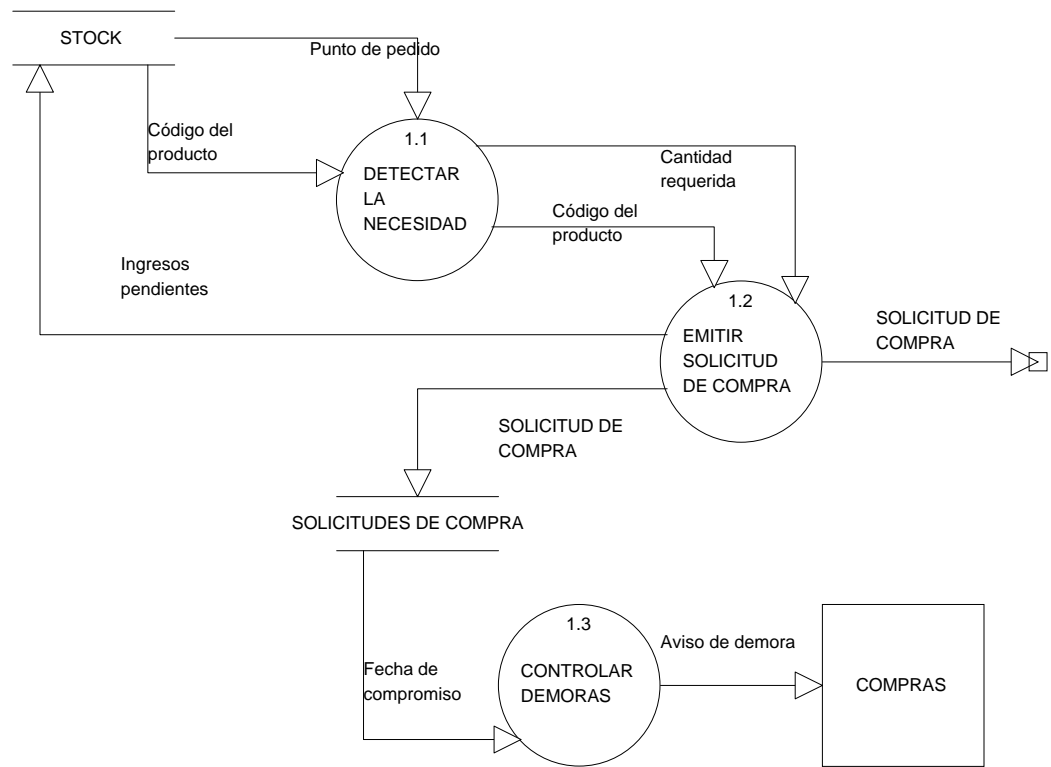 STOCK
Punto de pedido
Código del
producto
1.1
DETECTAR
LA
NECESIDAD
Cantidad
requerida
Código del
producto
Ingresos
pendientes
1.2
EMITIR
SOLICITUD
DE COMPRA
SOLICITUD DE
COMPRA
SOLICITUD DE
COMPRA
SOLICITUDES DE COMPRA
1.3
CONTROLAR
DEMORAS
Fecha de
compromiso
Aviso de demora
COMPRAS